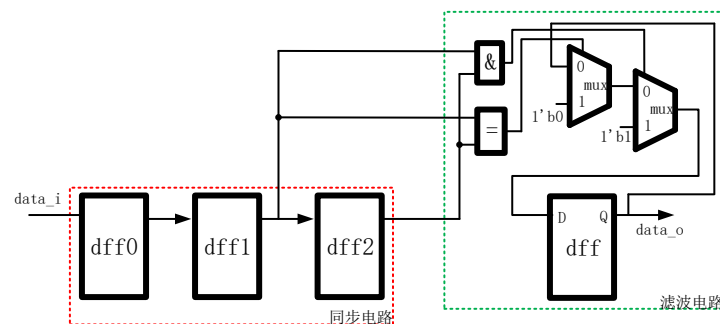 &
0
mux
1
1'b0
0
mux
1
1'b1
=
data_i
dff0
dff1
dff2
D
Q
dff
data_o
同步电路
滤波电路